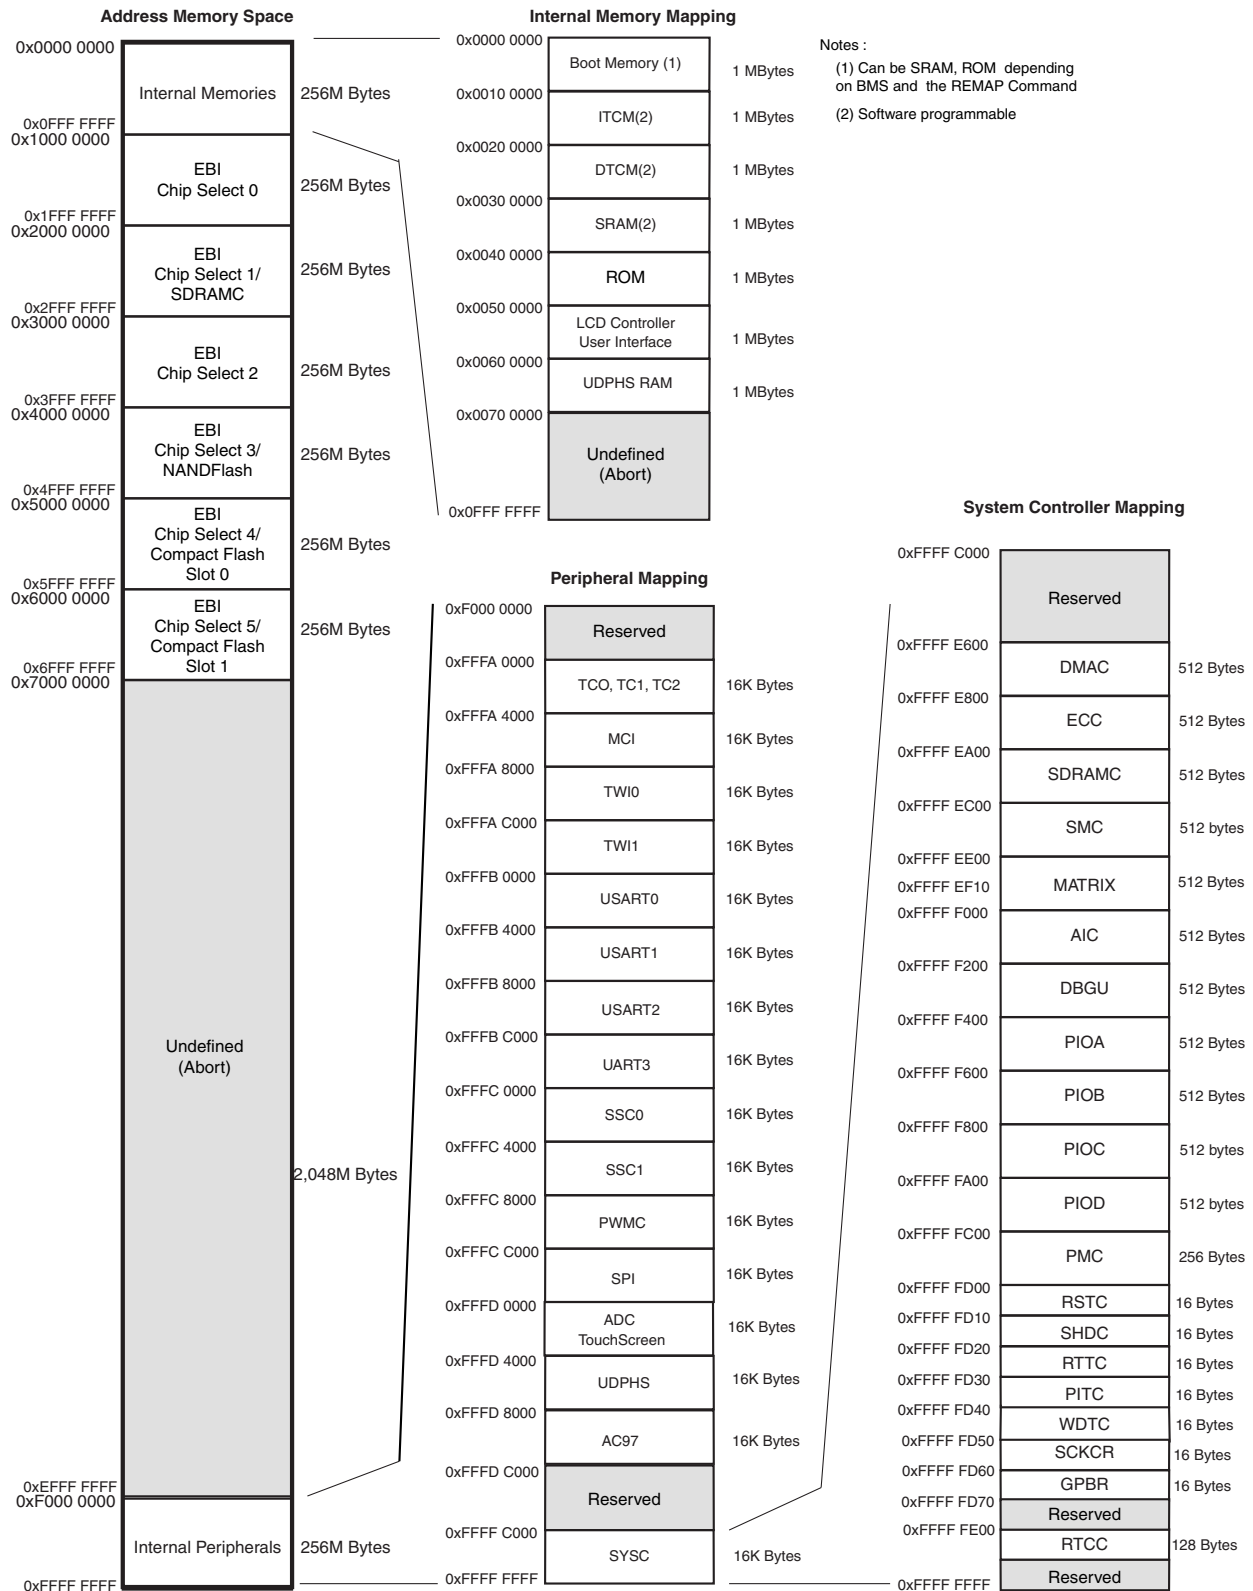 Address Memory Space
0x0000 0000
Internal Memories
256M Bytes
0x0FFF FFFF
0x1000 0000
EBI
Chip Select 0
256M Bytes
0x1FFF FFFF
0x2000 0000
EBI
Chip Select 1/
SDRAMC
256M Bytes
0x2FFF FFFF
0x3000 0000
EBI
Chip Select 2
256M Bytes
0x3FFF FFFF
0x4000 0000
EBI
Chip Select 3/
NANDFlash
256M Bytes
0x4FFF FFFF
0x5000 0000
EBI
Chip Select 4/
Compact Flash
Slot 0
256M Bytes
0x5FFF FFFF
0x6000 0000
EBI
Chip Select 5/
Compact Flash
Slot 1
256M Bytes
0x6FFF FFFF
0x7000 0000
Undefined
(Abort)
2,048M Bytes
0xEFFF FFFF
0xF000 0000
Internal Peripherals
256M Bytes
0xFFFF FFFF
Internal Memory Mapping
0x0000 0000
Boot Memory (1)
1 MBytes
0x0010 0000
ITCM(2)
1 MBytes
0x0020 0000
DTCM(2)
1 MBytes
0x0030 0000
SRAM(2)
1 MBytes
0x0040 0000
ROM
1 MBytes
0x0050 0000
LCD Controller
User Interface
1 MBytes
0x0060 0000
UDPHS RAM
1 MBytes
0x0070 0000
Undefined
(Abort)
0x0FFF FFFF
Notes :
(1) Can be SRAM, ROM depending
on BMS and the REMAP Command
(2) Software programmable
Peripheral Mapping
0xF000 0000
Reserved
0xFFFA 0000
TCO, TC1, TC2
16K Bytes
0xFFFA 4000
MCI
16K Bytes
0xFFFA 8000
TWI0
16K Bytes
0xFFFA C000
TWI1
16K Bytes
0xFFFB 0000
USART0
16K Bytes
0xFFFB 4000
USART1
16K Bytes
0xFFFB 8000
USART2
16K Bytes
0xFFFB C000
UART3
16K Bytes
0xFFFC 0000
SSC0
16K Bytes
0xFFFC 4000
SSC1
16K Bytes
0xFFFC 8000
PWMC
16K Bytes
0xFFFC C000
SPI
16K Bytes
0xFFFD 0000
ADC
TouchScreen
16K Bytes
0xFFFD 4000
UDPHS
16K Bytes
0xFFFD 8000
AC97
16K Bytes
0xFFFD C000
Reserved
0xFFFF C000
SYSC
16K Bytes
0xFFFF FFFF
System Controller Mapping
0xFFFF C000
Reserved
0xFFFF E600
DMAC
512 Bytes
0xFFFF E800
ECC
512 Bytes
0xFFFF EA00
SDRAMC
512 Bytes
0xFFFF EC00
SMC
512 bytes
0xFFFF EE00
0xFFFF EF10
MATRIX
512 Bytes
0xFFFF F000
AIC
512 Bytes
0xFFFF F200
DBGU
512 Bytes
0xFFFF F400
PIOA
512 Bytes
0xFFFF F600
PIOB
512 Bytes
0xFFFF F800
PIOC
512 bytes
0xFFFF FA00
PIOD
512 bytes
0xFFFF FC00
PMC
256 Bytes
0xFFFF FD00
RSTC
16 Bytes
0xFFFF FD10
SHDC
16 Bytes
0xFFFF FD20
RTTC
16 Bytes
0xFFFF FD30
PITC
16 Bytes
0xFFFF FD40
WDTC
16 Bytes
0xFFFF FD50
SCKCR
16 Bytes
0xFFFF FD60
GPBR
16 Bytes
0xFFFF FD70
Reserved
0xFFFF FE00
RTCC
128 Bytes
Reserved
0xFFFF FFFF